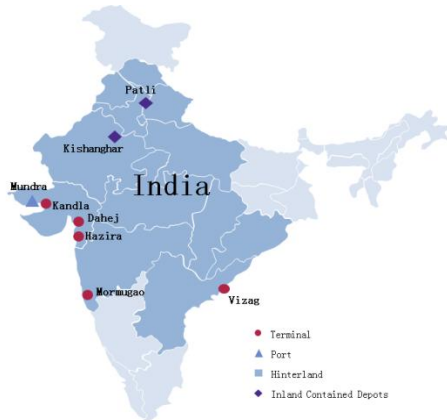 Patli
Kishanghar
Mundra
India
Kandla
Dahej
Hazira
Mormugao
Vizag
Terminal
Port
Hinterland
Inland Contained Depots